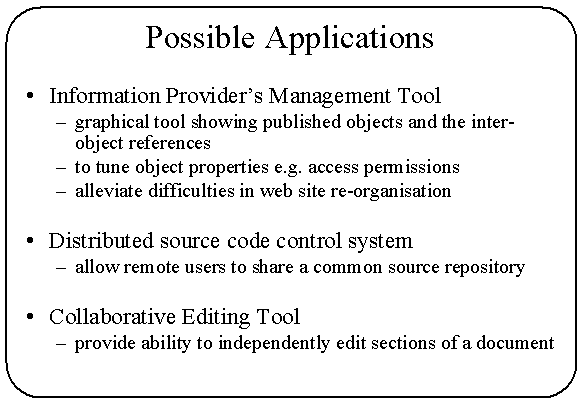 Possible Applications
• Information Provider's Management Tool
– graphical tool showing published objects and the inter-
object references
– to tune object properties e.g. access permissions
– alleviate difficulties in web site re-organisation
• Distributed source code control system
– allow remote users to share a common source repository
• Collaborative Editing Tool
– provide ability to independently edit sections of a document